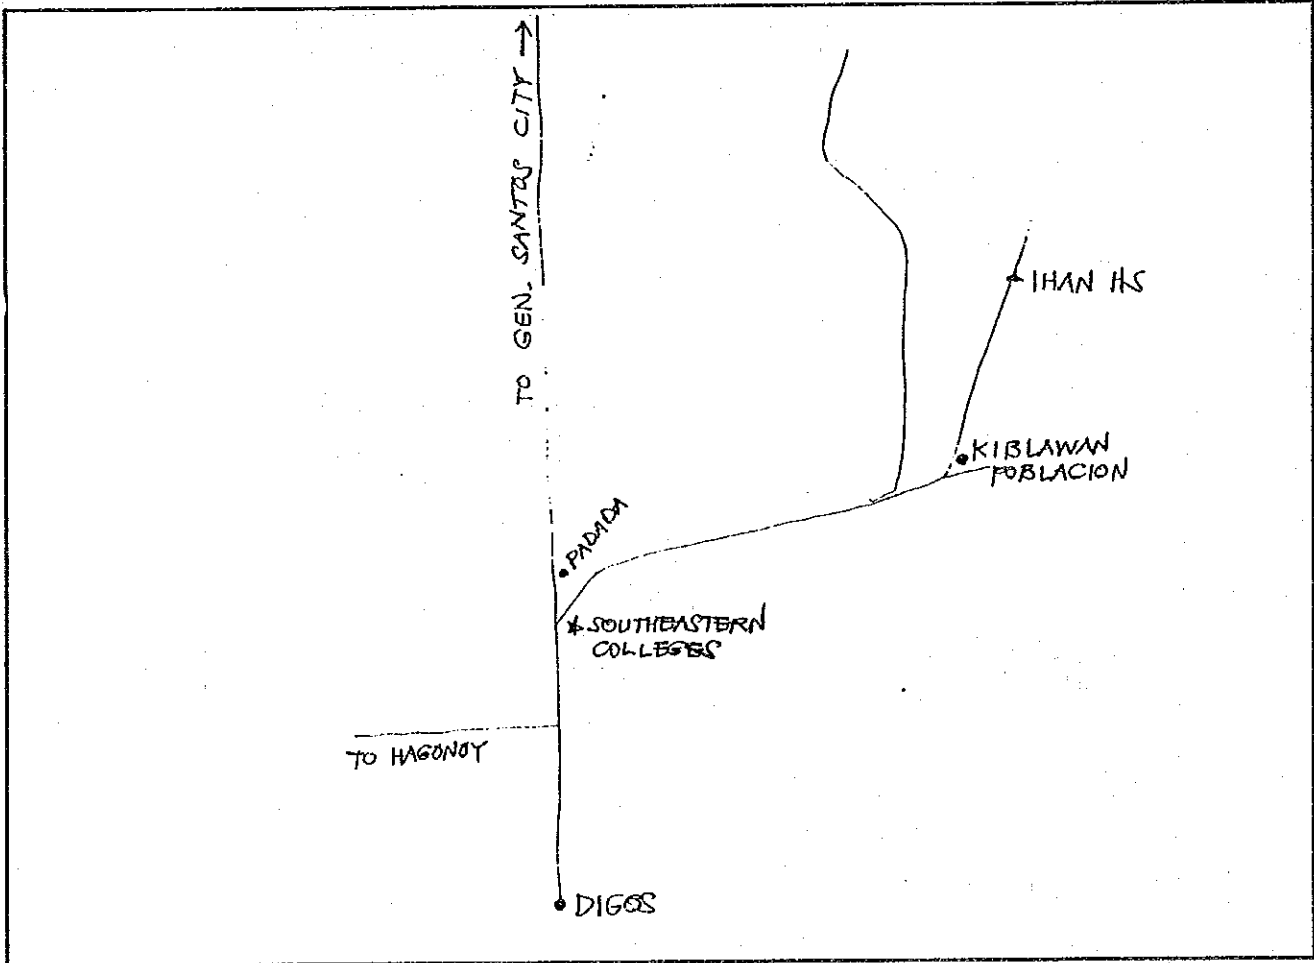 TO GEN. SANTOS CITY →
IHAN HS
KIBLAWAN
POBLACION
PADADA
SOUTHEASTERN
COLLEGES
TO HAGONOY
DIGOS